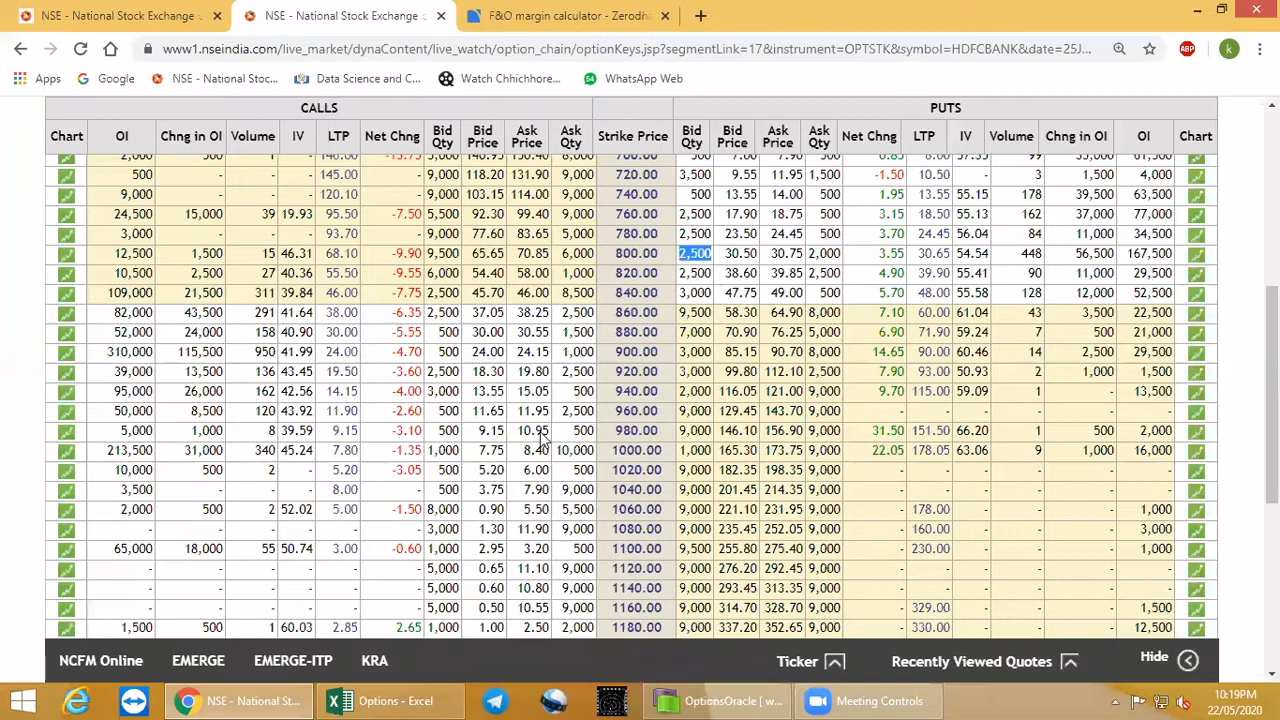 NSE - National Stock Exchange c
NSE - National Stock Exchange c
F&O margin calculator - Zerodha
www1.nseindia.com/live_market/dynaContent/live_watch/option_chain/optionKeys.jsp?segmentLink=17&instrument=OPTSTK&symbol=HDFCBANK&date=25J...
ABP
k
Apps
Google
NSE - National Stoc...
Data Science and C...
Watch Chhichhore...
54
WhatsApp Web
CALLS PUTS
Chart OI Chng in OI Volume IV LTP Net Chng Bid Qty Bid Price Ask Price Ask Qty Strike Price Bid Qty Bid Price Ask Price Ask Qty Net Chng LTP IV Volume Chng in OI OI Chart
500 - - - 145.00 - 9,000 118.20 131.90 9,000 720.00 3,500 9.55 11.95 1,500 -1.50 10.50 - 3 1,500 4,000
9,000 - - - 120.10 - 9,000 103.15 114.00 9,000 740.00 500 13.55 14.00 500 1.95 13.55 55.15 178 39,500 63,500
24,500 15,000 39 19.93 95.50 -7.50 5,500 92.30 99.40 9,000 760.00 2,500 17.90 18.75 500 3.15 18.50 55.13 162 37,000 77,000
3,000 - - - 93.70 - 9,000 77.60 83.65 5,000 780.00 2,500 23.50 24.45 500 3.70 24.45 56.04 84 11,000 34,500
12,500 1,500 15 46.31 68.10 -9.90 9,500 65.65 70.85 6,000 800.00 2,500 30.50 30.75 2,000 3.55 30.65 54.54 448 56,500 167,500
10,500 2,500 27 40.36 55.50 -9.55 6,000 54.40 58.00 1,000 820.00 2,500 38.60 39.85 2,500 4.90 39.90 55.41 90 11,000 29,500
109,000 21,500 311 39.84 46.00 -7.75 2,500 45.70 46.00 8,500 840.00 3,000 47.75 49.00 500 5.70 48.00 55.58 128 12,000 52,500
82,000 43,500 291 41.64 38.00 -6.35 2,500 37.05 38.25 2,500 860.00 9,500 58.30 64.90 8,000 7.10 60.00 61.04 43 3,500 22,500
52,000 24,000 158 40.90 30.00 -5.55 500 30.00 30.55 1,500 880.00 7,000 70.90 76.25 5,000 6.90 71.90 59.24 7 500 21,000
310,000 115,500 950 41.99 24.00 -4.70 500 24.00 24.15 1,000 900.00 3,000 85.15 90.70 8,000 14.65 90.00 60.46 14 2,500 29,500
39,000 13,500 136 43.45 19.50 -3.60 2,500 18.30 19.80 2,500 920.00 3,000 99.80 112.10 2,500 7.90 93.00 50.93 2 1,000 1,500
95,000 26,000 162 42.56 14.15 -4.00 3,000 13.55 15.05 500 940.00 2,000 116.05 121.00 9,000 9.70 115.00 59.09 1 - 13,500
50,000 8,500 120 43.92 11.90 -2.60 500 11.65 11.95 2,500 960.00 9,000 129.45 143.70 9,000 - - - - - -
5,000 1,000 8 39.59 9.15 -3.10 500 9.15 10.95 500 980.00 9,000 146.10 156.90 9,000 31.50 151.50 66.20 1 500 2,000
213,500 31,000 340 45.24 7.80 -1.35 1,000 7.75 8.40 10,000 1000.00 1,000 165.30 173.75 9,000 22.05 178.05 63.06 9 1,000 16,000
10,000 500 2 - 5.20 -3.05 500 5.20 6.00 500 1020.00 9,000 182.35 198.35 9,000 - - - - - -
3,500 - - - 8.00 - 500 3.75 7.90 9,000 1040.00 9,000 201.45 214.35 9,000 - - - - - -
2,000 500 2 52.02 5.00 -1.50 8,000 0.90 5.50 5,500 1060.00 9,000 221.10 231.95 9,000 - 178.00 - - - 1,000
- - - - - - 3,000 1.30 11.90 9,000 1080.00 9,000 235.45 252.05 9,000 - 160.00 - - - 3,000
65,000 18,000 55 50.74 3.00 -0.60 1,000 2.95 3.20 500 1100.00 9,500 255.80 275.40 9,000 - 230.00 - - - 1,000
- - - - - - 5,000 0.65 11.10 9,000 1120.00 9,000 276.20 292.45 9,000 - - - - - -
- - - - - - 5,000 0.60 10.80 9,000 1140.00 9,000 293.45 313.35 9,000 - - - - - -
- - - - - - 5,000 0.50 10.55 9,000 1160.00 9,000 314.70 328.70 9,000 - 329.00 - - - 1,500
1,500 500 1 60.03 2.85 2.65 1,000 1.00 2.50 2,000 1180.00 9,000 337.20 352.65 9,000 - 330.00 - - - 12,500
NCFM Online EMERGE EMERGE-ITP KRA Ticker Recently Viewed Quotes Hide
NSE - National St...
Options - Excel
OptionsOracle | w...
Meeting Controls
10:19PM
22/05/2020